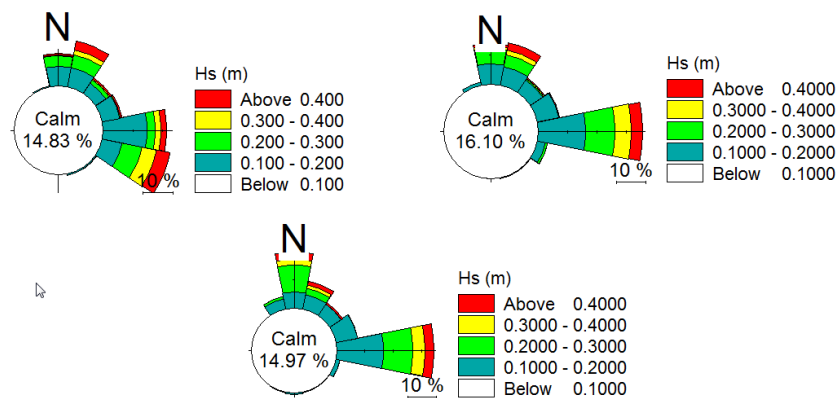 N
Calm
14.83 %
10 %
Hs (m)
Above 0.400
0.300 - 0.400
0.200 - 0.300
0.100 - 0.200
Below 0.100
N
Calm
16.10 %
10 %
Hs (m)
Above 0.4000
0.3000 - 0.4000
0.2000 - 0.3000
0.1000 - 0.2000
Below 0.1000
N
Calm
14.97 %
10 %
Hs (m)
Above 0.4000
0.3000 - 0.4000
0.2000 - 0.3000
0.1000 - 0.2000
Below 0.1000